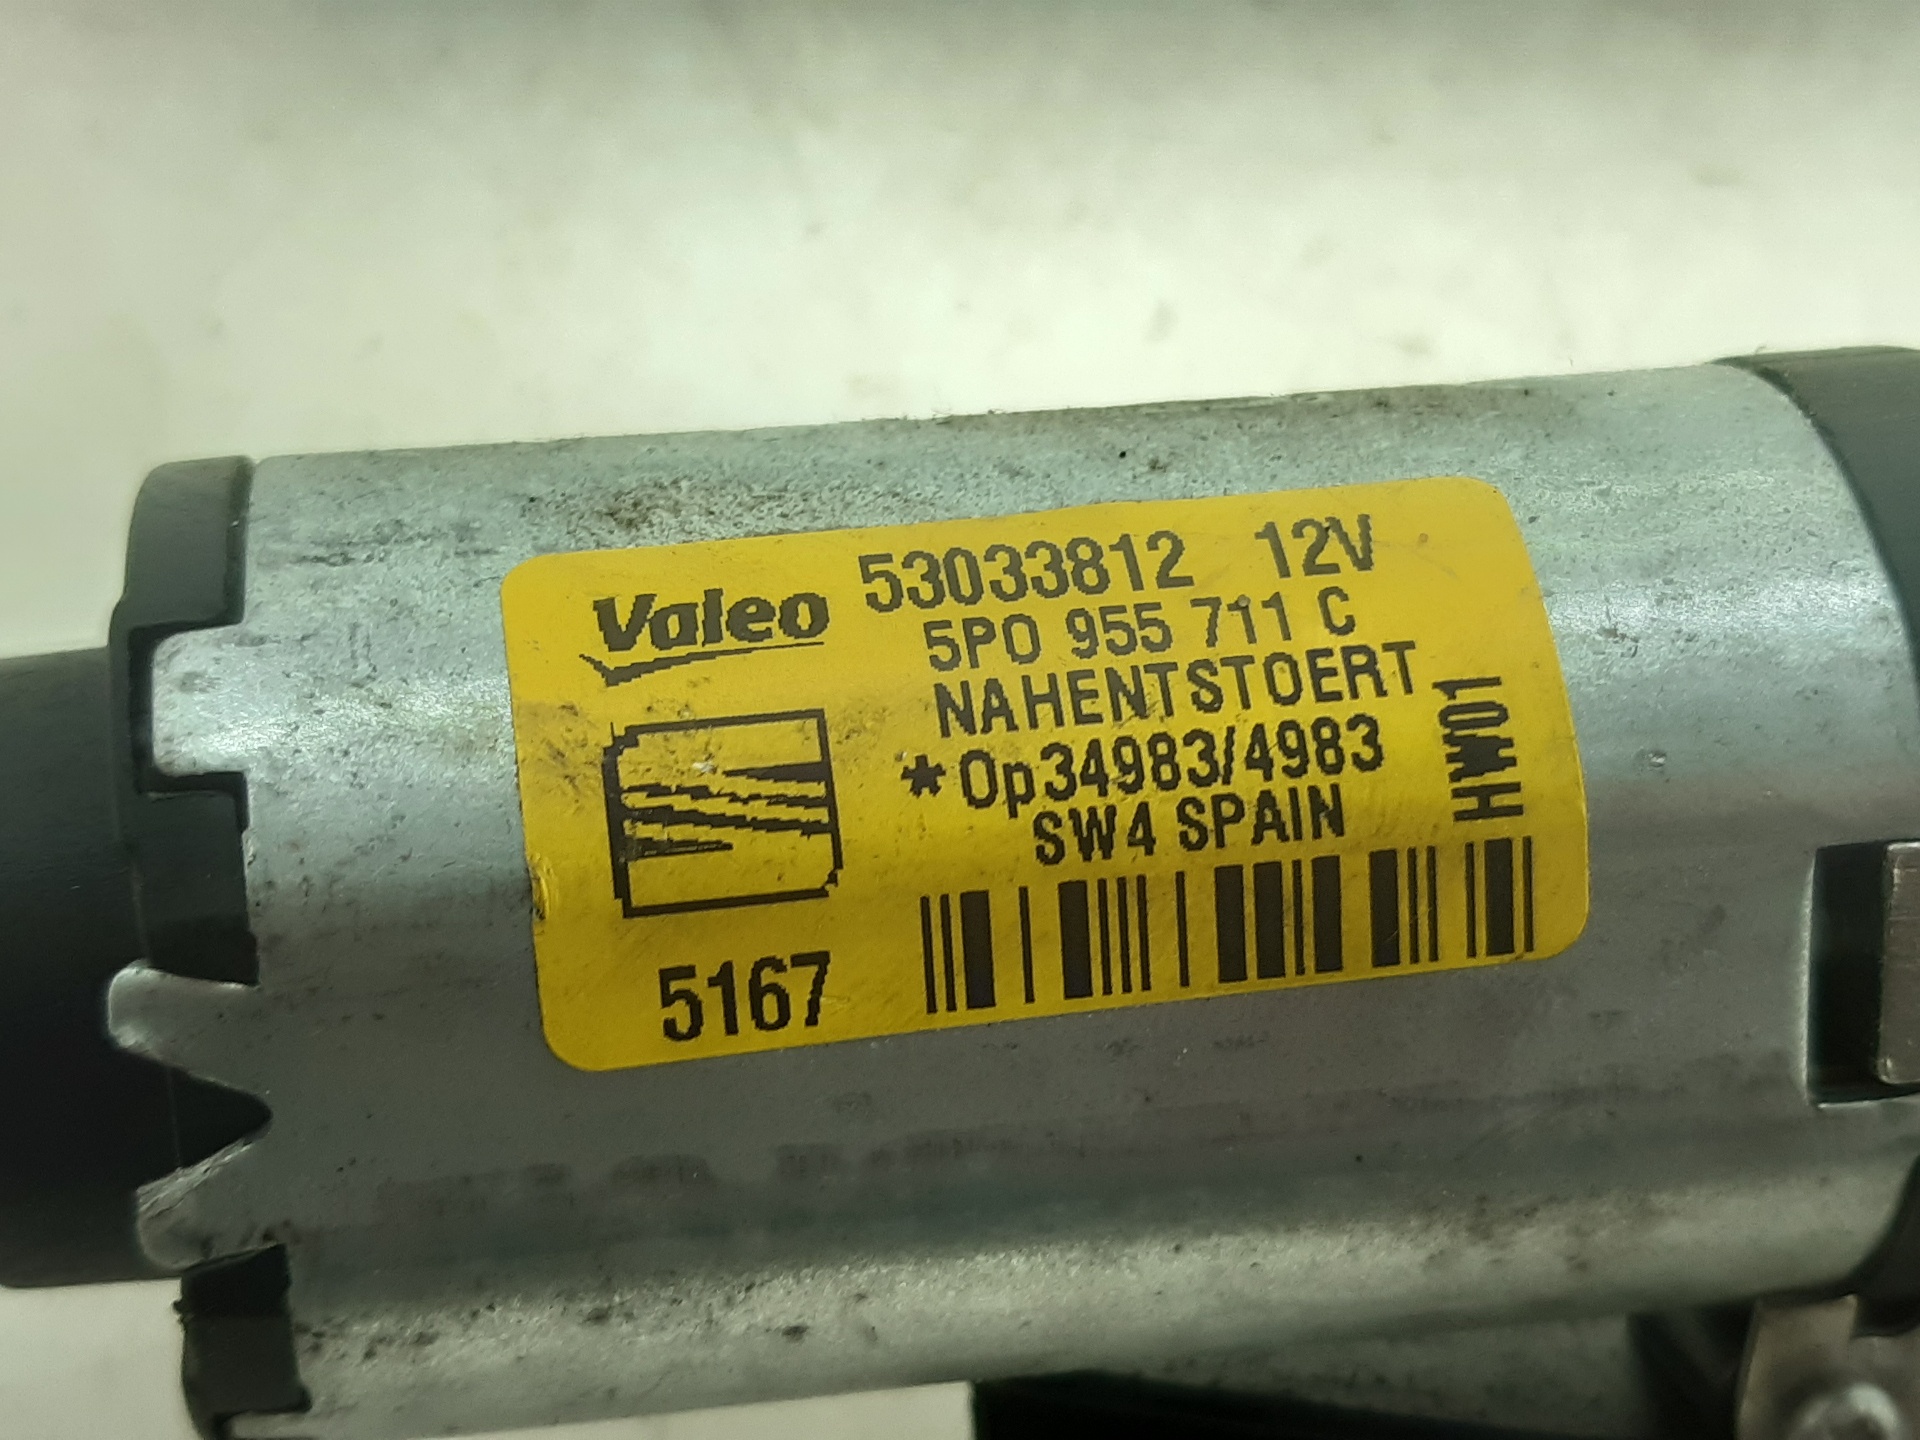 Valeo 53033812 12V
5P0 955 711 C
NAHENTSTOERT
*Op34983/4983
SW4 SPAIN
HW01
5167